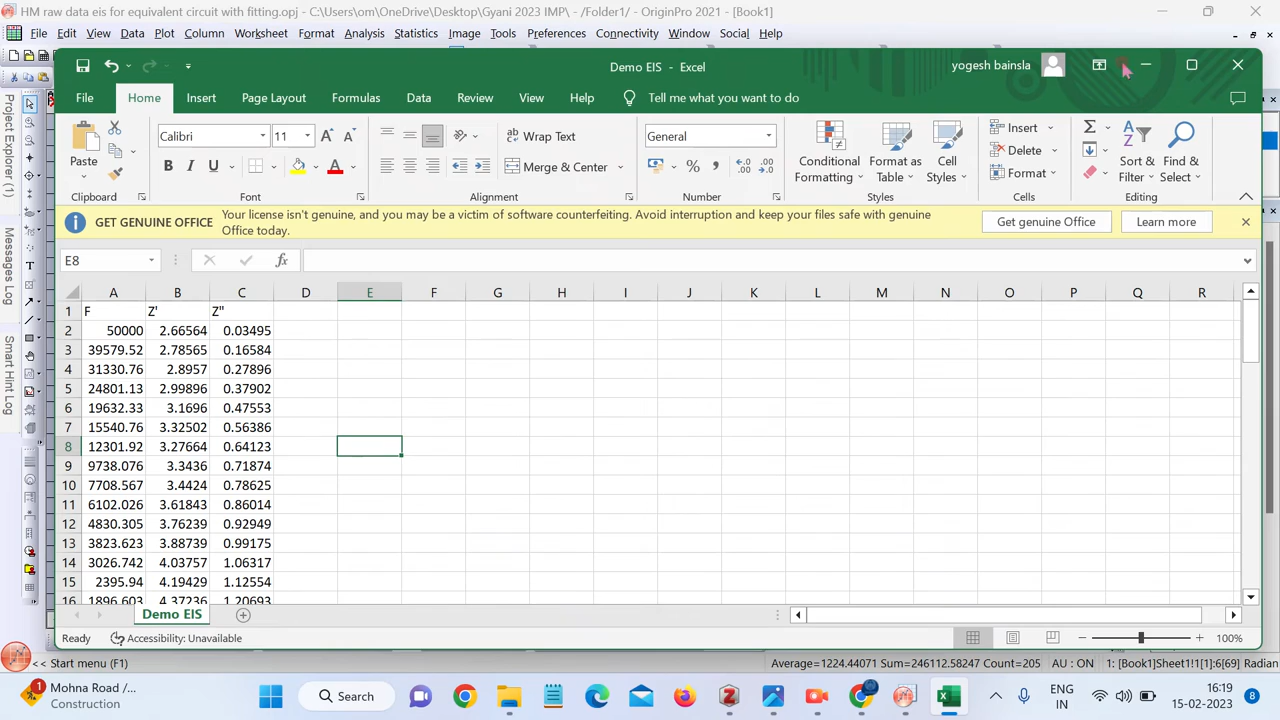 HM raw data eis for equivalent circuit with fitting.opj - C:\Users\om\OneDrive\Desktop\Gyani 2023 IMP\ - /Folder1/ - OriginPro 2021 - [Book1]
File Edit View Data Plot Column Worksheet Format Analysis Statistics Image Tools Preferences Connectivity Window Social Help
Demo EIS - Excel
yogesh bainsla
File Home Insert Page Layout Formulas Data Review View Help Tell me what you want to do
Paste
Calibri
11
Wrap Text
Merge & Center
General
Conditional
Formatting
Format as
Table
Cell
Styles
Insert
Delete
Format
Sort &
Filter
Find &
Select
Clipboard Font Alignment Number Styles Cells Editing
GET GENUINE OFFICE
Your license isn't genuine, and you may be a victim of software counterfeiting. Avoid interruption and keep your files safe with genuine
Office today.
Get genuine Office
Learn more
E8
fx
A B C D E F G H I J K L M N O P Q R
1 F Z' Z"
2 50000 2.66564 0.03495
3 39579.52 2.78565 0.16584
4 31330.76 2.8957 0.27896
5 24801.13 2.99896 0.37902
6 19632.33 3.1696 0.47553
7 15540.76 3.32502 0.56386
8 12301.92 3.27664 0.64123
9 9738.076 3.3436 0.71874
10 7708.567 3.4424 0.78625
11 6102.026 3.61843 0.86014
12 4830.305 3.76239 0.92949
13 3823.623 3.88739 0.99175
14 3026.742 4.03757 1.06317
15 2395.94 4.19429 1.12554
16 1896.603 4.37236 1.20693
Demo EIS
Ready
Accessibility: Unavailable
100%
Project Explorer (1)
Messages Log
Smart Hint Log
<< Start menu (F1)
Average=1224.44071 Sum=246112.58247 Count=205
AU : ON
1: [Book1]Sheet1!1[1]:6[69]
Radian
1
Mohna Road /...
Construction
Search
ENG
IN
16:19
15-02-2023